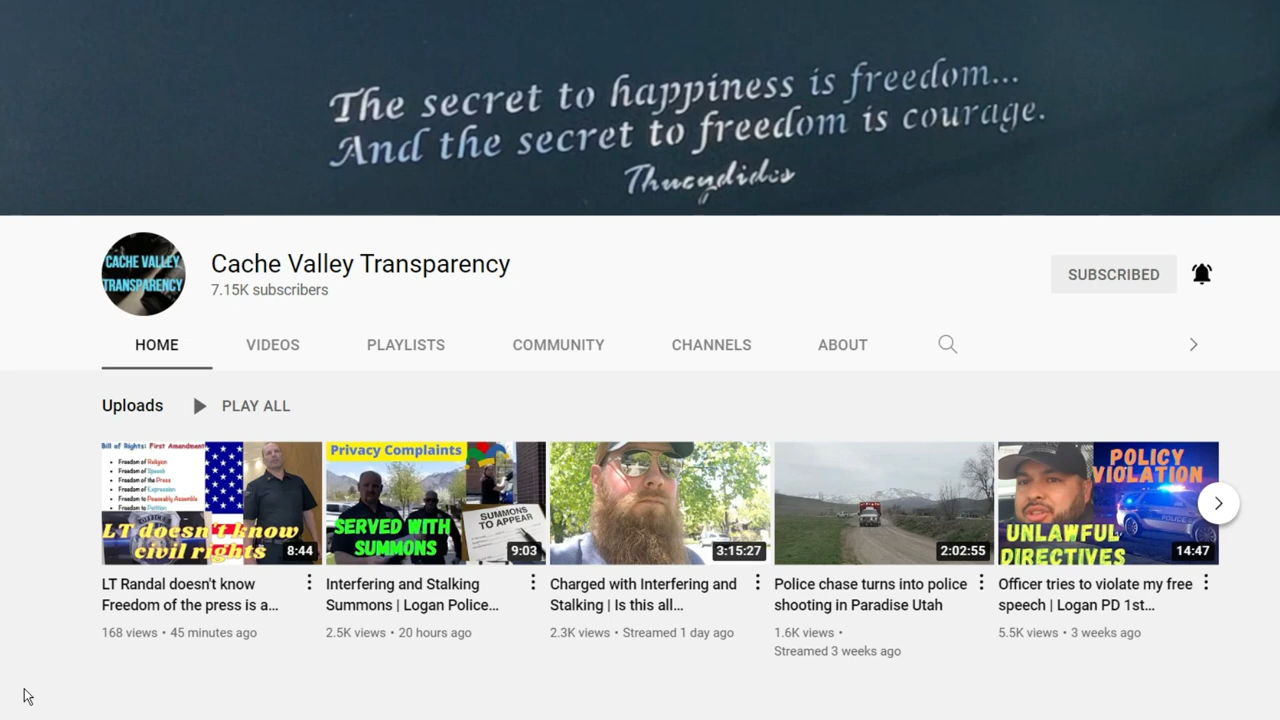 The secret to happiness is freedom...
And the secret to freedom is courage.
Thucydides
CACHE VALLEY
TRANSPARENCY
Cache Valley Transparency
7.15K subscribers
SUBSCRIBED
HOME VIDEOS PLAYLISTS COMMUNITY CHANNELS ABOUT
Uploads PLAY ALL
Bill of Rights: First Amendment
• Freedom of Religion
• Freedom of Speech
• Freedom of the Press
• Freedom of Expression
• Freedom to Peaceably Assemble
• Freedom to Petition
LT doesn't know
civil rights
8:44
Privacy Complaints
SERVED WITH
SUMMONS
SUMMONS
TO APPEAR
9:03
3:15:27
2:02:55
POLICY
VIOLATION
POLICE
UNLAWFUL
DIRECTIVES
14:47
LT Randal doesn't know
Freedom of the press is a...
168 views • 45 minutes ago
Interfering and Stalking
Summons | Logan Police...
2.5K views • 20 hours ago
Charged with Interfering and
Stalking | Is this all...
2.3K views • Streamed 1 day ago
Police chase turns into police
shooting in Paradise Utah
1.6K views •
Streamed 3 weeks ago
Officer tries to violate my free
speech | Logan PD 1st...
5.5K views • 3 weeks ago